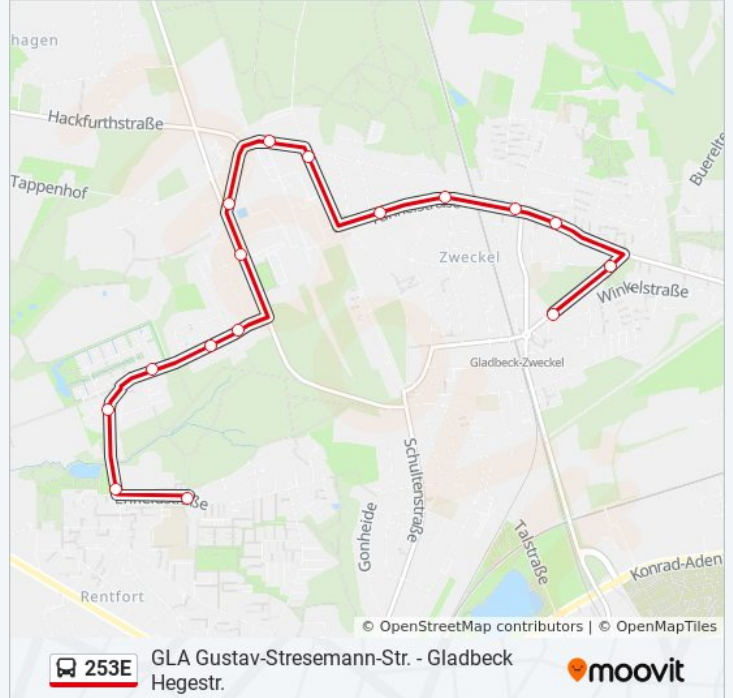 hagen
Hackfurthstraße
Tappenhof
Buerelte
Zweckel
Winkelstraße
Gladbeck-Zweckel
Schultenstraße
Gonheide
Talstraße
Konrad-Aden
Rentfort
© OpenStreetMap contributors | © OpenMapTiles
253E
GLA Gustav-Stresemann-Str. - Gladbeck
Hegestr.
moovit